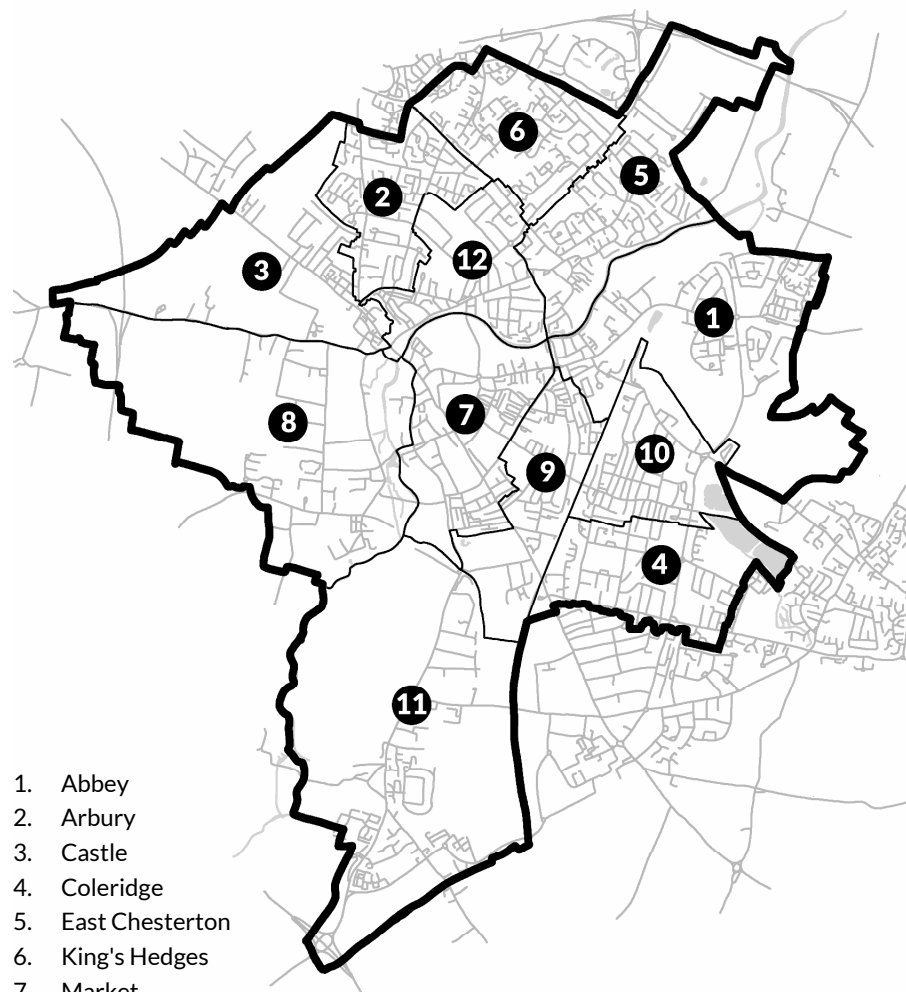 6
5
2
12
3
1
7
8
10
9
4
11
1. Abbey
2. Arbury
3. Castle
4. Coleridge
5. East Chesterton
6. King's Hedges
7. Market